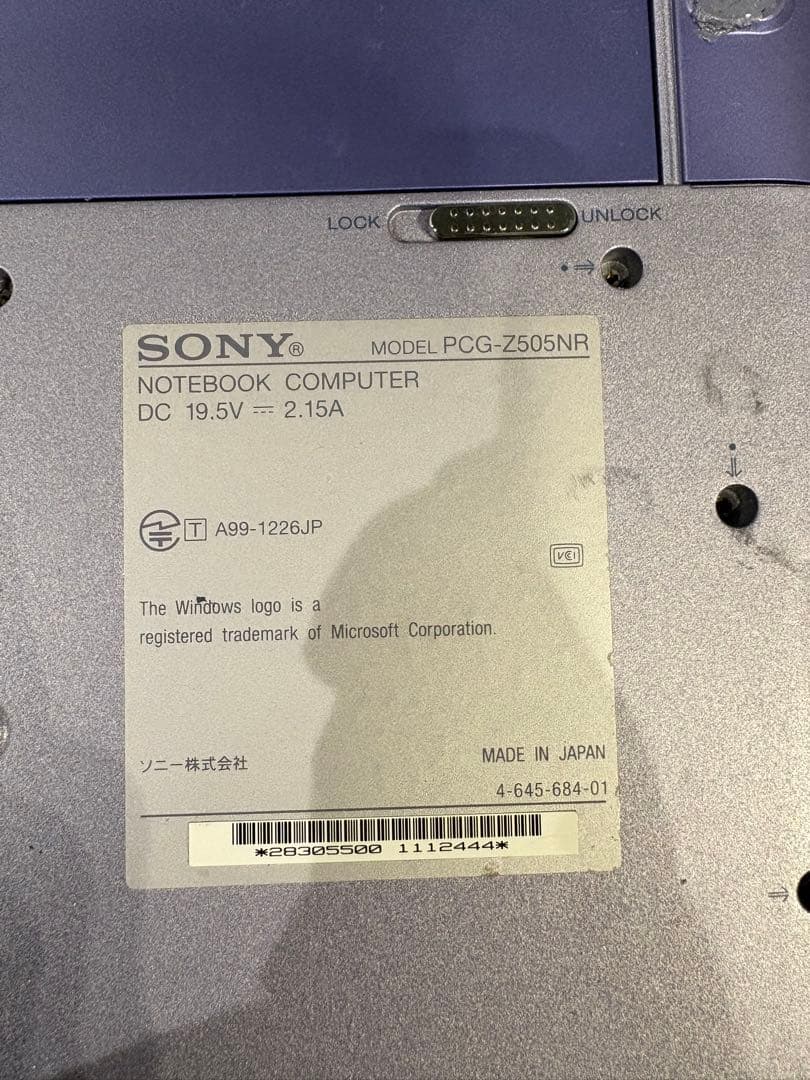 LOCK UNLOCK
SONY® MODEL PCG-Z505NR
NOTEBOOK COMPUTER
DC 19.5V ⎓ 2.15A
T A99-1226JP
VCI
The Windows logo is a
registered trademark of Microsoft Corporation.
ソニー株式会社 MADE IN JAPAN
4-645-684-01
*28305500 1112444*